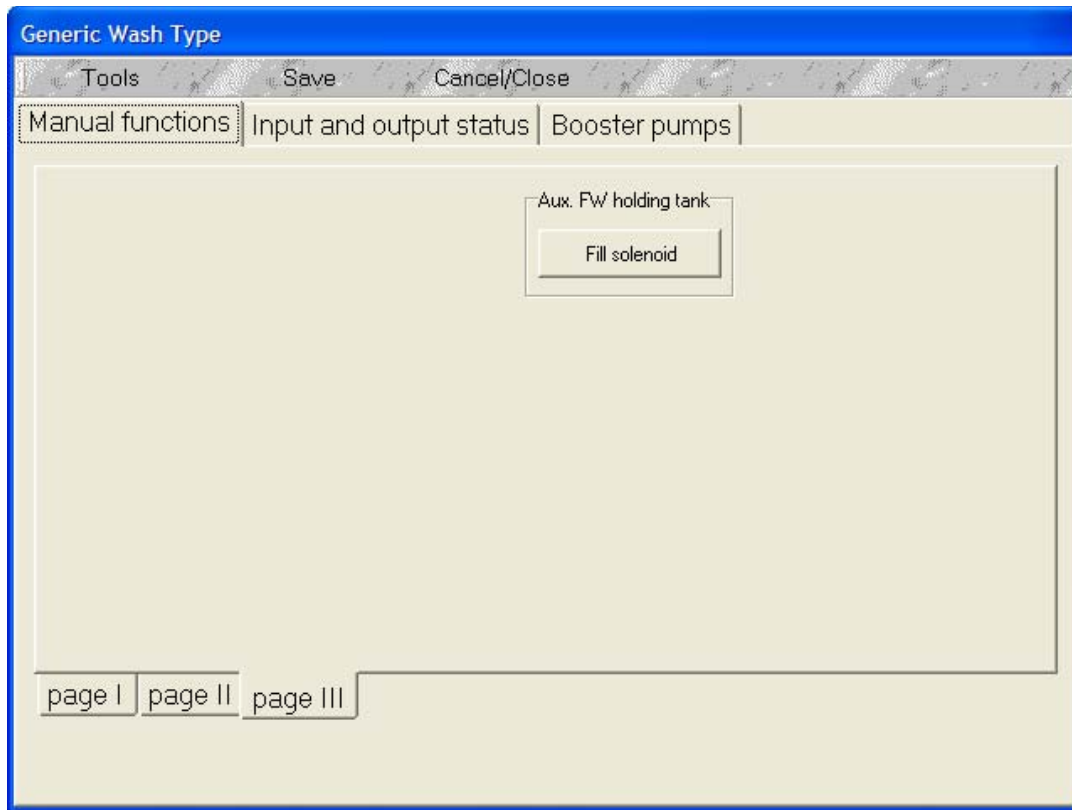 Generic Wash Type
Tools Save Cancel/Close
Manual functions Input and output status Booster pumps
Aux. FW holding tank
Fill solenoid
page I page II page III